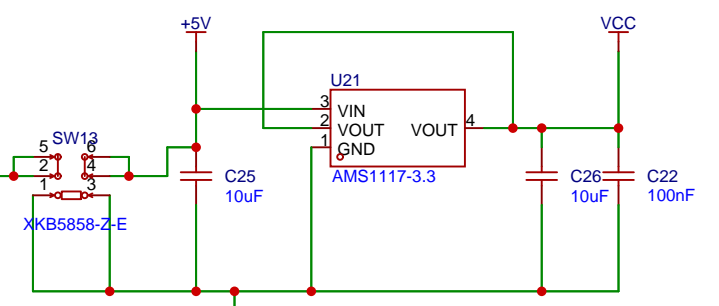 +5V
VCC
U21
3
VIN
2
VOUT
VOUT
4
1
GND
AMS1117-3.3
SW13
5
6
2
4
1
3
XKB5858-Z-E
C25
10uF
C26
10uF
C22
100nF